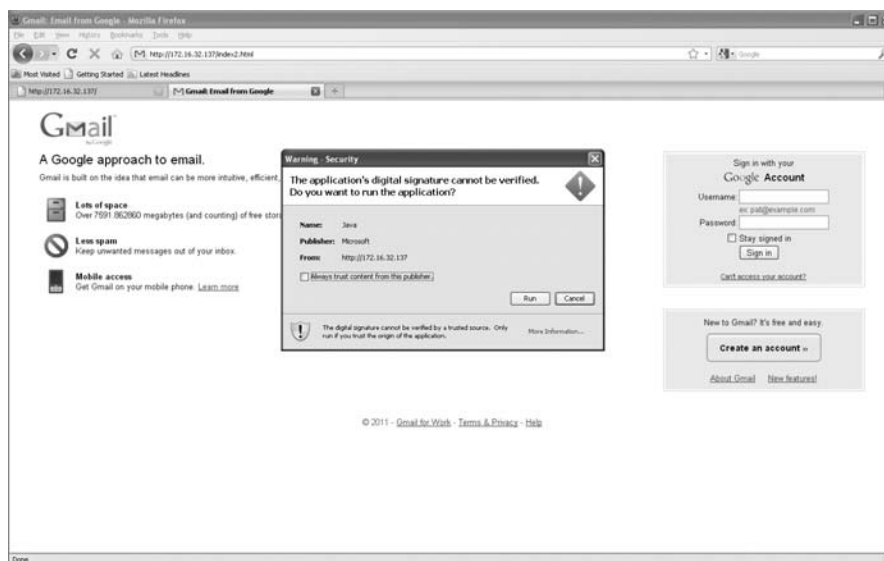 Gmail: Email from Google - Mozilla Firefox
File Edit View History Bookmarks Tools Help
http://172.16.32.137/index2.html
Google
Most Visited Getting Started Latest Headlines
http://172.16.32.137/ Gmail: Email from Google
Gmail
by Google
A Google approach to email.
Gmail is built on the idea that email can be more intuitive, efficient,
Lots of space
Over 7591.862860 megabytes (and counting) of free stor
Less spam
Keep unwanted messages out of your inbox.
Mobile access
Get Gmail on your mobile phone. Learn more
Warning - Security
The application's digital signature cannot be verified.
Do you want to run the application?
Name: Java
Publisher: Microsoft
From: http://172.16.32.137
Always trust content from this publisher.
Run Cancel
The digital signature cannot be verified by a trusted source. Only
run if you trust the origin of the application.
More Information...
Sign in with your
Google Account
Username:
ex: pat@example.com
Password:
Stay signed in
Sign in
Can't access your account?
New to Gmail? It's free and easy.
Create an account »
About Gmail New features!
© 2011 - Gmail for Work - Terms & Privacy - Help
Done